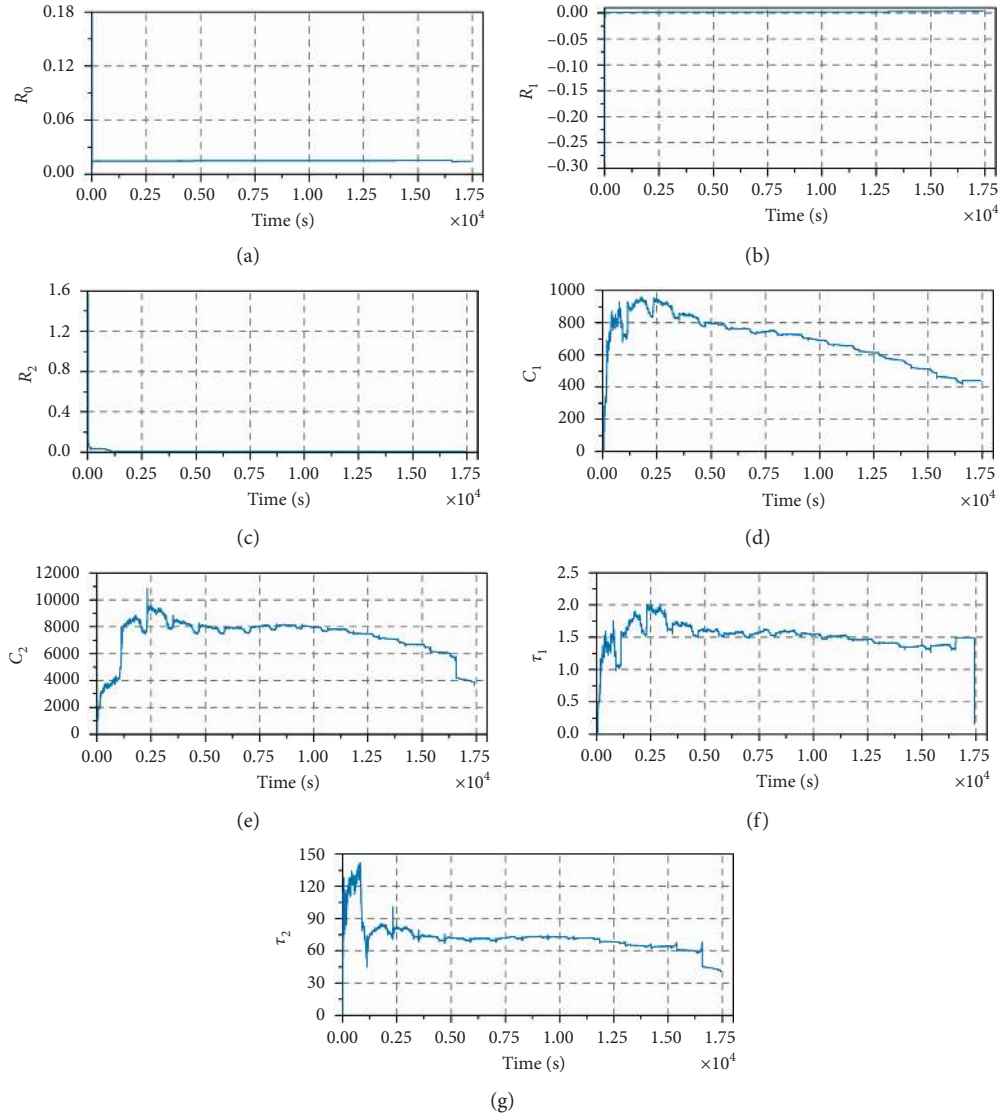 0.18
0.12
0.06
0.00
R0
0.00 0.25 0.50 0.75 1.00 1.25 1.50 1.75
Time (s)
×10^4
(a)
0.00
–0.05
–0.10
–0.15
–0.20
–0.25
–0.30
R1
0.00 0.25 0.50 0.75 1.00 1.25 1.50 1.75
Time (s)
×10^4
(b)
1.6
1.2
0.8
0.4
0.0
R2
0.00 0.25 0.50 0.75 1.00 1.25 1.50 1.75
Time (s)
×10^4
(c)
1000
800
600
400
200
0
C1
0.00 0.25 0.50 0.75 1.00 1.25 1.50 1.75
Time (s)
×10^4
(d)
12000
10000
8000
6000
4000
2000
0
C2
0.00 0.25 0.50 0.75 1.00 1.25 1.50 1.75
Time (s)
×10^4
(e)
2.5
2.0
1.5
1.0
0.5
0.0
τ1
0.00 0.25 0.50 0.75 1.00 1.25 1.50 1.75
Time (s)
×10^4
(f)
150
120
90
60
30
0
τ2
0.00 0.25 0.50 0.75 1.00 1.25 1.50 1.75
Time (s)
×10^4
(g)